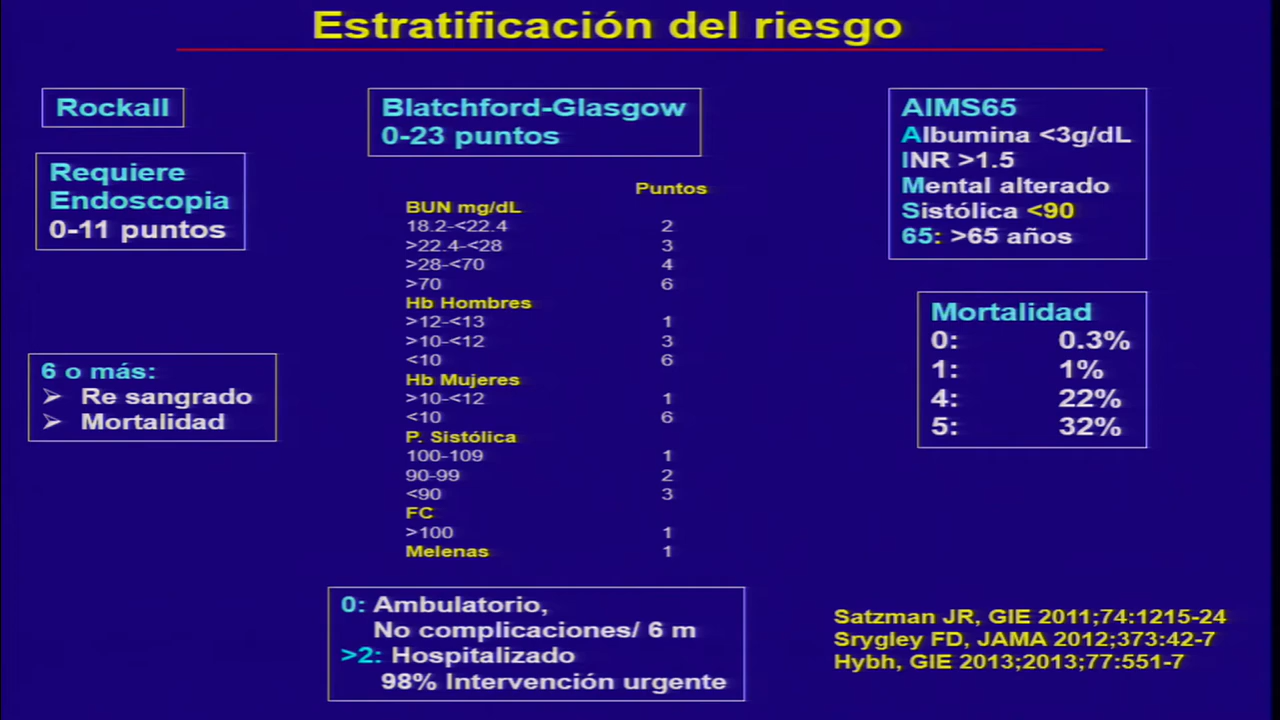 Estratificación del riesgo
Rockall
Requiere
Endoscopia
0-11 puntos
6 o más:
➢ Re sangrado
➢ Mortalidad
Blatchford-Glasgow
0-23 puntos
Puntos
BUN mg/dL
18.2-<22.4 2
>22.4-<28 3
>28-<70 4
>70 6
Hb Hombres
>12-<13 1
>10-<12 3
<10 6
Hb Mujeres
>10-<12 1
<10 6
P. Sistólica
100-109 1
90-99 2
<90 3
FC
>100 1
Melenas 1
0: Ambulatorio,
No complicaciones/ 6 m
>2: Hospitalizado
98% Intervención urgente
AIMS65
Albumina <3g/dL
INR >1.5
Mental alterado
Sistólica <90
65: >65 años
Mortalidad
0: 0.3%
1: 1%
4: 22%
5: 32%
Satzman JR, GIE 2011;74:1215-24
Srygley FD, JAMA 2012;373:42-7
Hybh, GIE 2013;2013;77:551-7